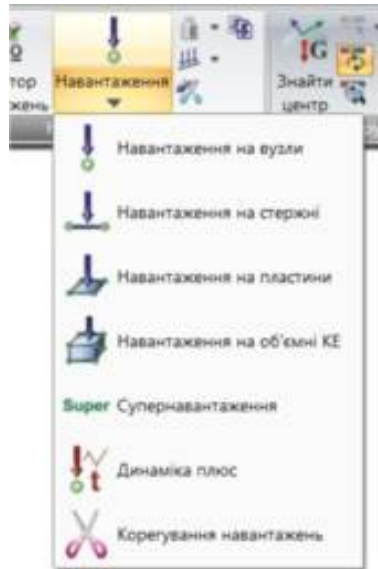 тор
жень
Навантаження
G
Знайти
центр
Навантаження на вузли
Навантаження на стержні
Навантаження на пластини
Навантаження на об'ємні КЕ
Super Супернавантаження
t Динаміка плюс
Корегування навантажень